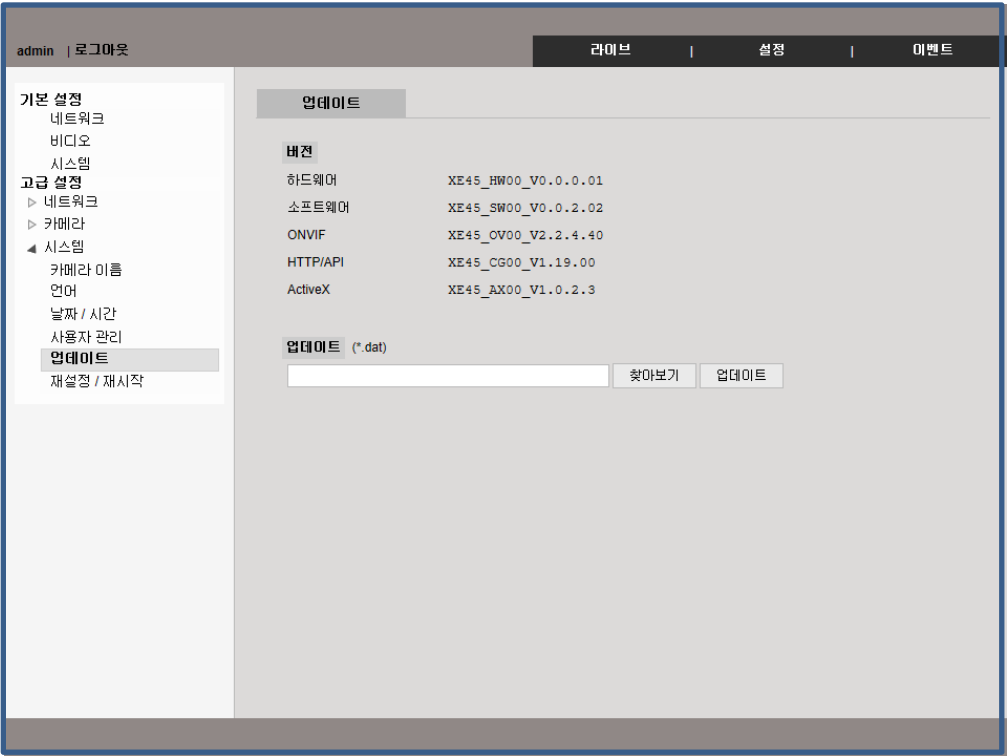 admin | 로그아웃
라이브 | 설정 | 이벤트
기본 설정
네트워크
비디오
시스템
고급 설정
네트워크
카메라
시스템
카메라 이름
언어
날짜 / 시간
사용자 관리
업데이트
재설정 / 재시작
업데이트
버젼
하드웨어 XE45_HW00_V0.0.0.01
소프트웨어 XE45_SW00_V0.0.2.02
ONVIF XE45_OV00_V2.2.4.40
HTTP/API XE45_CG00_V1.19.00
ActiveX XE45_AX00_V1.0.2.3
업데이트 (*.dat)
찾아보기 업데이트